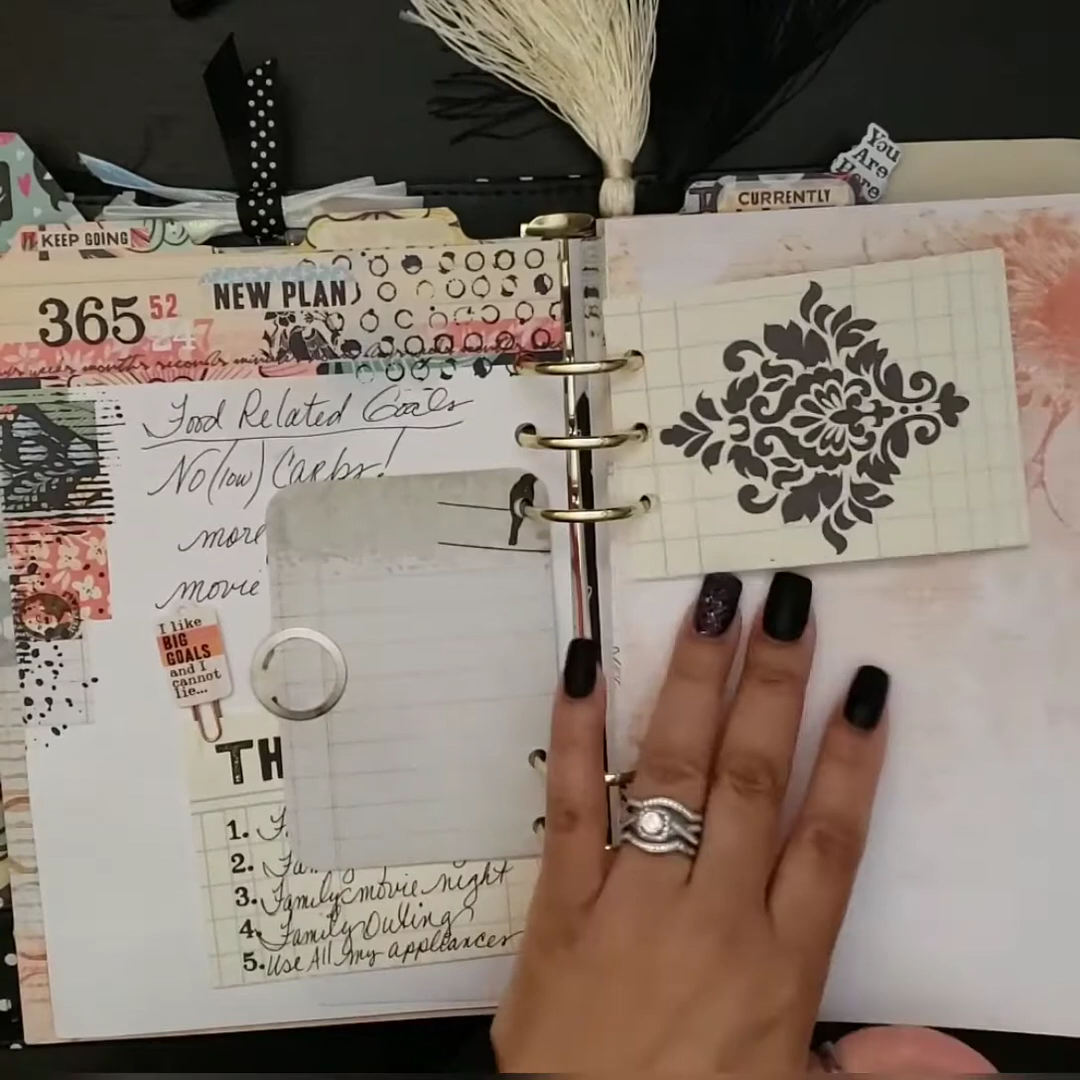 You
Are
Here
CURRENTLY
KEEP GOING
365 52
NEW PLAN
247
Food Related Goals
No (low) Carbs!
more
movie
I like
BIG
GOALS
and I
cannot
lie...
TH
1. F
2. Fa
3. Family movie night
4. Family Outing
5. Use All my appliances